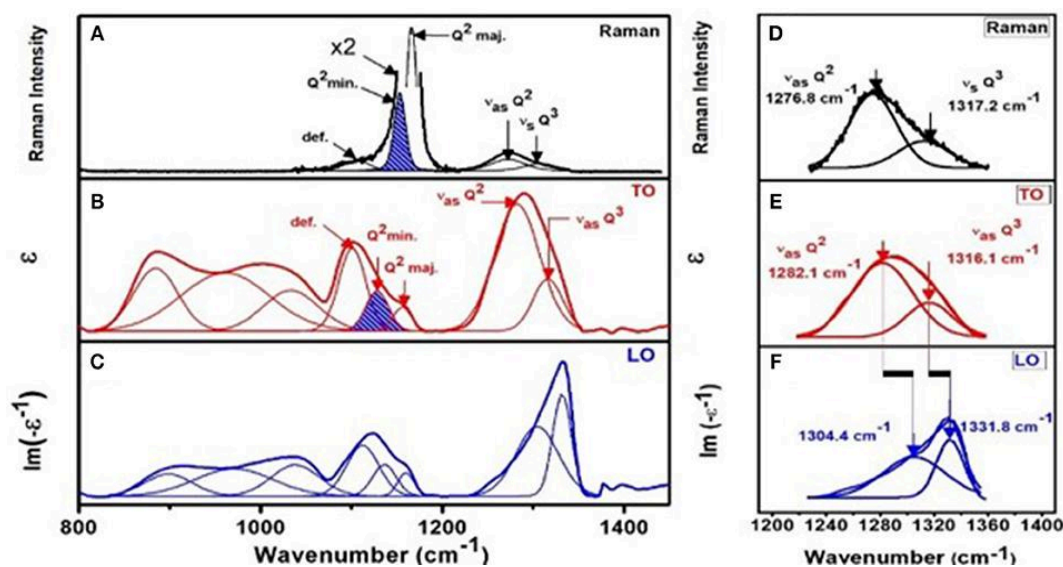 A
Raman
Raman Intensity
x2
Q² maj.
Q²min.
def.
νas Q²
νs Q³
B
TO
ε
def.
Q²min.
Q² maj.
νas Q²
νas Q³
C
LO
Im(-ε⁻¹)
800 1000 1200 1400
Wavenumber (cm⁻¹)
D
Raman
Raman Intensity
νas Q²
1276.8 cm⁻¹
νs Q³
1317.2 cm⁻¹
E
TO
ε
νas Q²
1282.1 cm⁻¹
νas Q³
1316.1 cm⁻¹
F
LO
Im (-ε⁻¹)
1304.4 cm⁻¹
1331.8 cm⁻¹
1200 1240 1280 1320 1360 1400
Wavenumber (cm⁻¹)